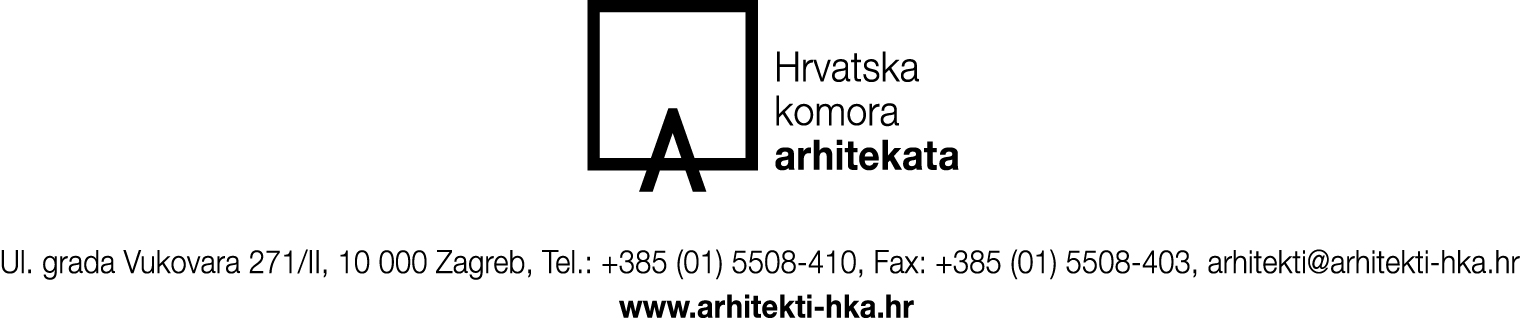 Hrvatska
komora
arhitekata
A
Ul. grada Vukovara 271/II, 10 000 Zagreb, Tel.: +385 (01) 5508-410, Fax: +385 (01) 5508-403, arhitekti@arhitekti-hka.hr
www.arhitekti-hka.hr